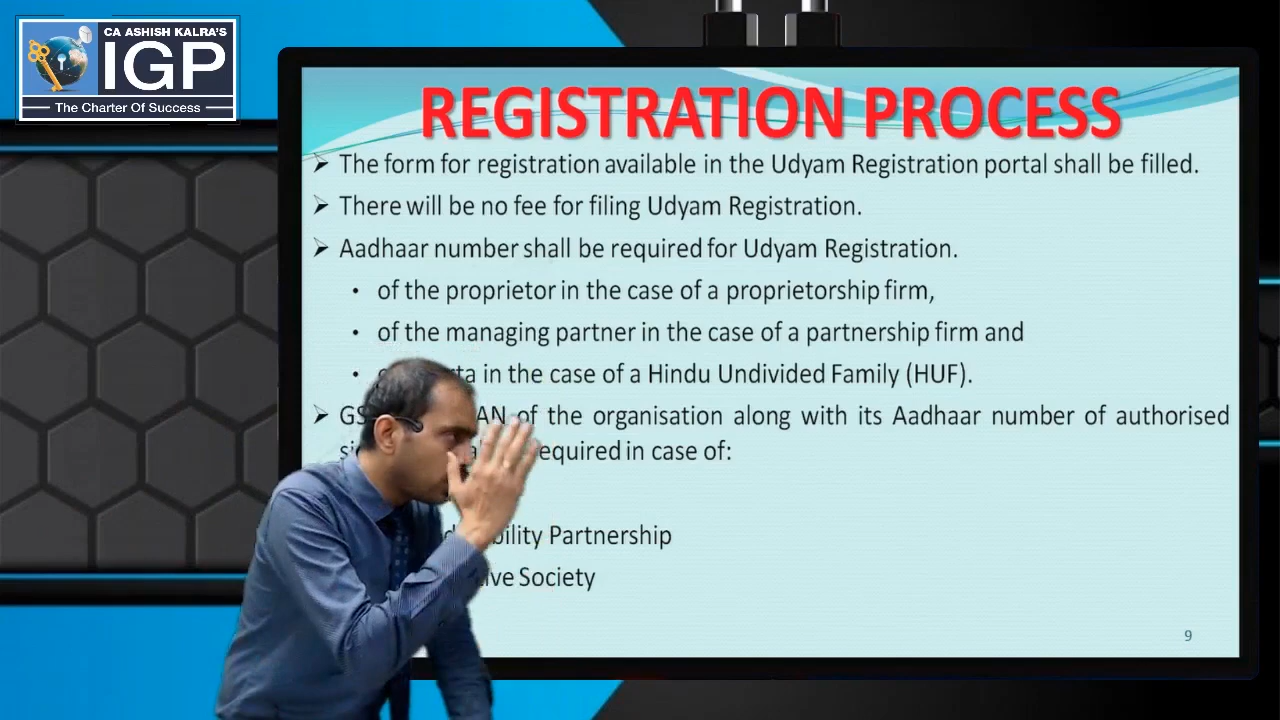 CA ASHISH KALRA'S
IGP
The Charter Of Success
REGISTRATION PROCESS
➢ The form for registration available in the Udyam Registration portal shall be filled.
➢ There will be no fee for filing Udyam Registration.
➢ Aadhaar number shall be required for Udyam Registration.
• of the proprietor in the case of a proprietorship firm,
• of the managing partner in the case of a partnership firm and
• in the case of a Hindu Undivided Family (HUF).
➢ of the organisation along with its Aadhaar number of authorised
required in case of:
Partnership
Society
9